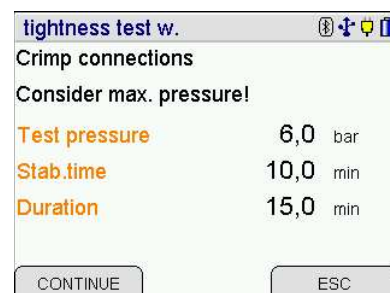 tightness test w.
Crimp connections
Consider max. pressure!
Test pressure 6,0 bar
Stab.time 10,0 min
Duration 15,0 min
CONTINUE ESC